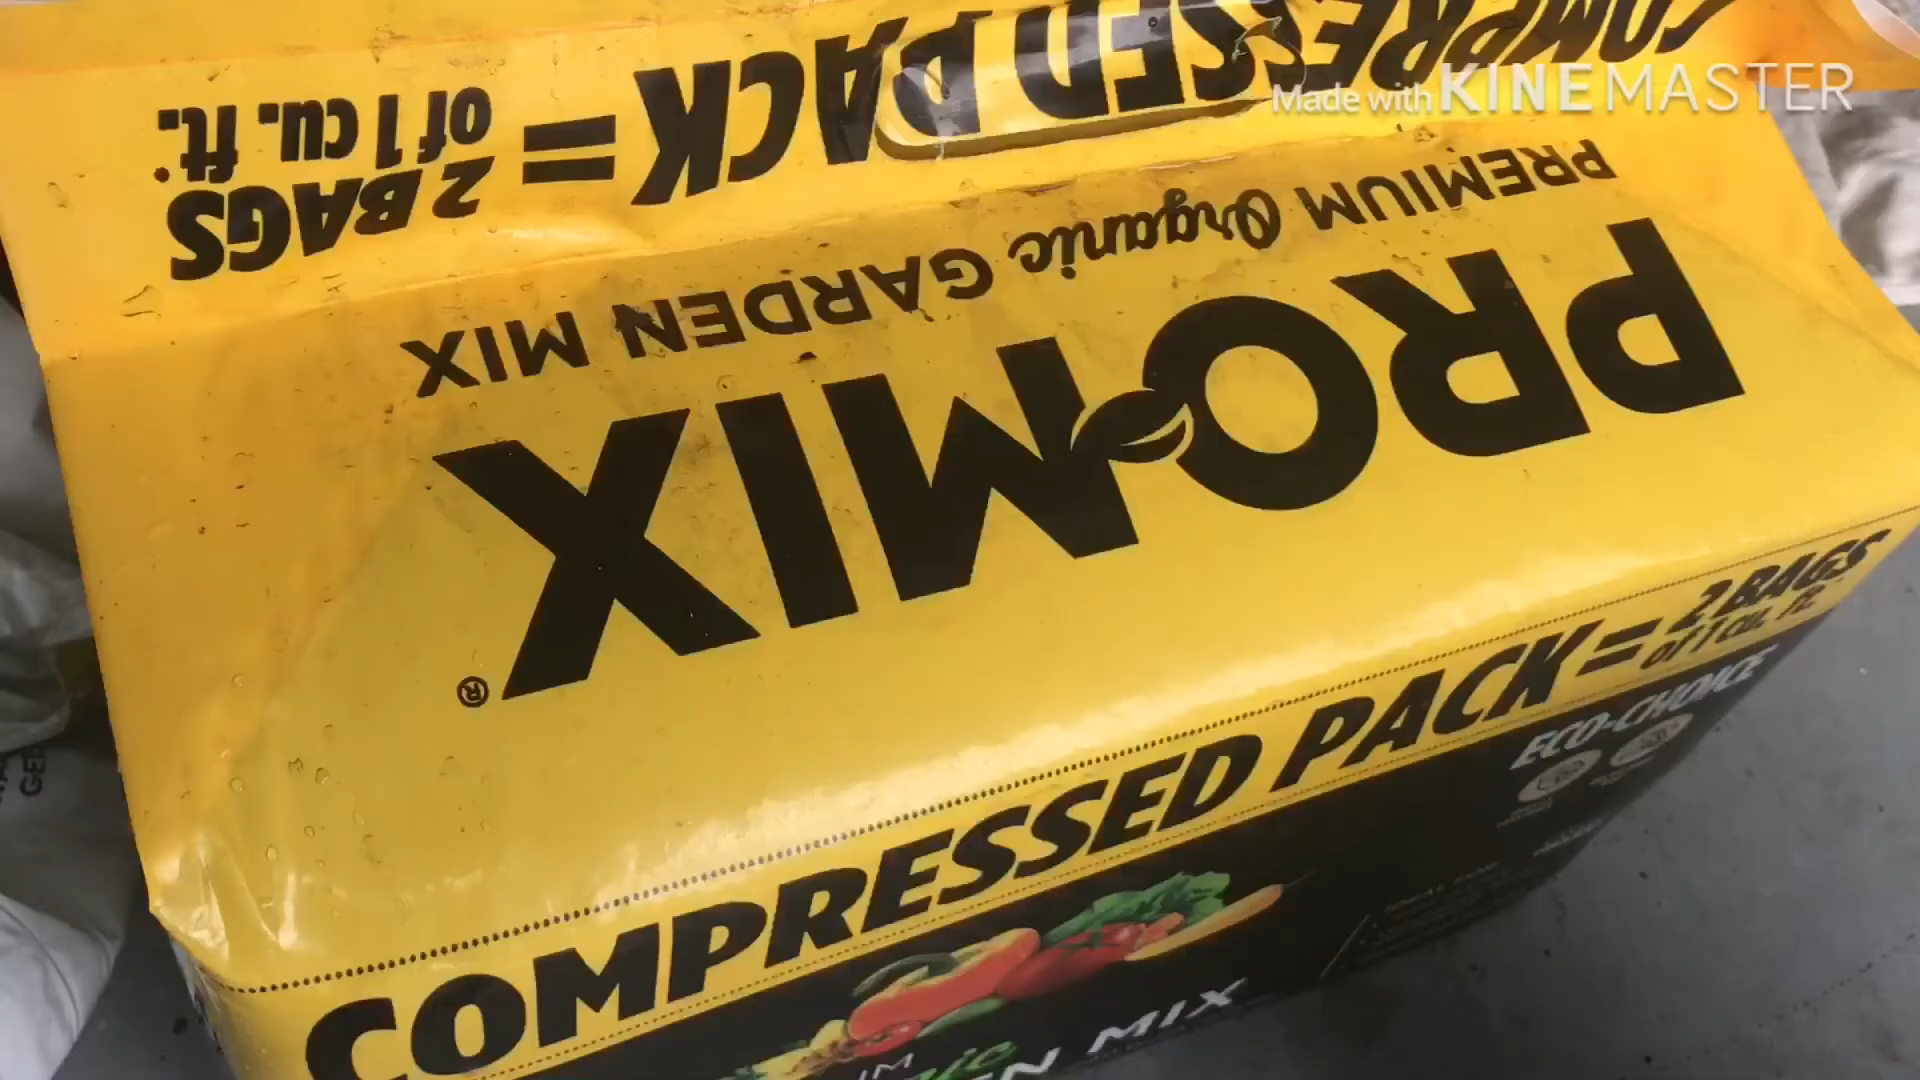 Made with KINEMASTER
COMPRESSED PACK = 2 BAGS
of 1 cu. ft.
PREMIUM Organic GARDEN MIX
PRO-MIX®
COMPRESSED PACK = 2 BAGS
of 1 cu. ft.
ECO-CHOICE
MIX